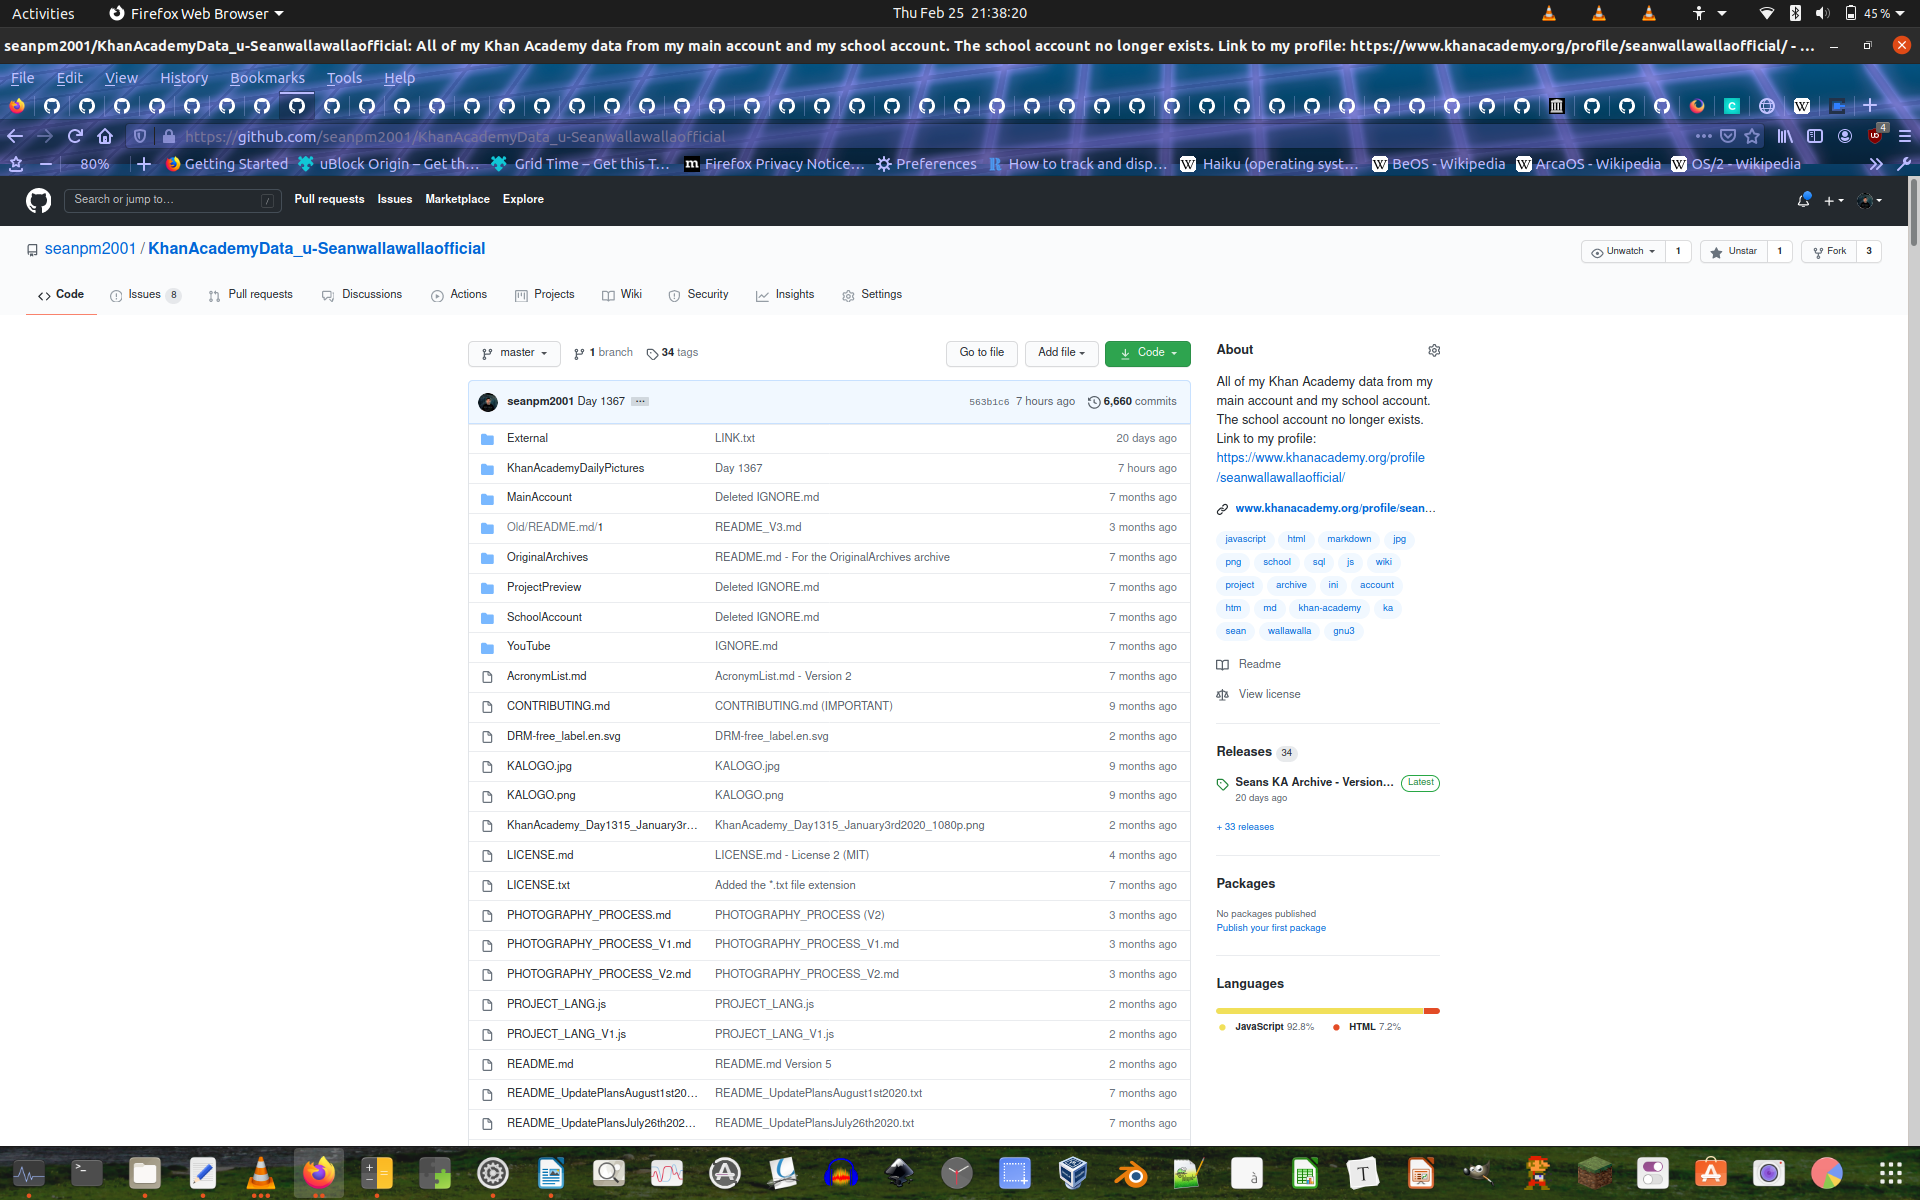 Activities Firefox Web Browser Thu Feb 25 21:38:20 45 %
seanpm2001/KhanAcademyData_u-Seanwallawallaofficial: All of my Khan Academy data from my main account and my school account. The school account no longer exists. Link to my profile: https://www.khanacademy.org/profile/seanwallawallaofficial/ - …
File Edit View History Bookmarks Tools Help
https://github.com/seanpm2001/KhanAcademyData_u-Seanwallawallaofficial 4
80% Getting Started uBlock Origin – Get th… Grid Time – Get this T… Firefox Privacy Notice… Preferences How to track and disp… Haiku (operating syst… BeOS - Wikipedia ArcaOS - Wikipedia OS/2 - Wikipedia
Search or jump to… / Pull requests Issues Marketplace Explore
seanpm2001 / KhanAcademyData_u-Seanwallawallaofficial Unwatch 1 Unstar 1 Fork 3
Code Issues 8 Pull requests Discussions Actions Projects Wiki Security Insights Settings
master 1 branch 34 tags Go to file Add file Code
seanpm2001 Day 1367 … 563b1c6 7 hours ago 6,660 commits
External LINK.txt 20 days ago
KhanAcademyDailyPictures Day 1367 7 hours ago
MainAccount Deleted IGNORE.md 7 months ago
Old/README.md/1 README_V3.md 3 months ago
OriginalArchives README.md - For the OriginalArchives archive 7 months ago
ProjectPreview Deleted IGNORE.md 7 months ago
SchoolAccount Deleted IGNORE.md 7 months ago
YouTube IGNORE.md 7 months ago
AcronymList.md AcronymList.md - Version 2 7 months ago
CONTRIBUTING.md CONTRIBUTING.md (IMPORTANT) 9 months ago
DRM-free_label.en.svg DRM-free_label.en.svg 2 months ago
KALOGO.jpg KALOGO.jpg 9 months ago
KALOGO.png KALOGO.png 9 months ago
KhanAcademy_Day1315_January3r… KhanAcademy_Day1315_January3rd2020_1080p.png 2 months ago
LICENSE.md LICENSE.md - License 2 (MIT) 4 months ago
LICENSE.txt Added the *.txt file extension 7 months ago
PHOTOGRAPHY_PROCESS.md PHOTOGRAPHY_PROCESS (V2) 3 months ago
PHOTOGRAPHY_PROCESS_V1.md PHOTOGRAPHY_PROCESS_V1.md 3 months ago
PHOTOGRAPHY_PROCESS_V2.md PHOTOGRAPHY_PROCESS_V2.md 3 months ago
PROJECT_LANG.js PROJECT_LANG.js 2 months ago
PROJECT_LANG_V1.js PROJECT_LANG_V1.js 2 months ago
README.md README.md Version 5 2 months ago
README_UpdatePlansAugust1st20… README_UpdatePlansAugust1st2020.txt 7 months ago
README_UpdatePlansJuly26th202… README_UpdatePlansJuly26th2020.txt 7 months ago
About
All of my Khan Academy data from my
main account and my school account.
The school account no longer exists.
Link to my profile:
https://www.khanacademy.org/profile
/seanwallawallaofficial/
www.khanacademy.org/profile/sean…
javascript html markdown jpg
png school sql js wiki
project archive ini account
htm md khan-academy ka
sean wallawalla gnu3
Readme
View license
Releases 34
Seans KA Archive - Version… Latest
20 days ago
+ 33 releases
Packages
No packages published
Publish your first package
Languages
JavaScript 92.8% HTML 7.2%